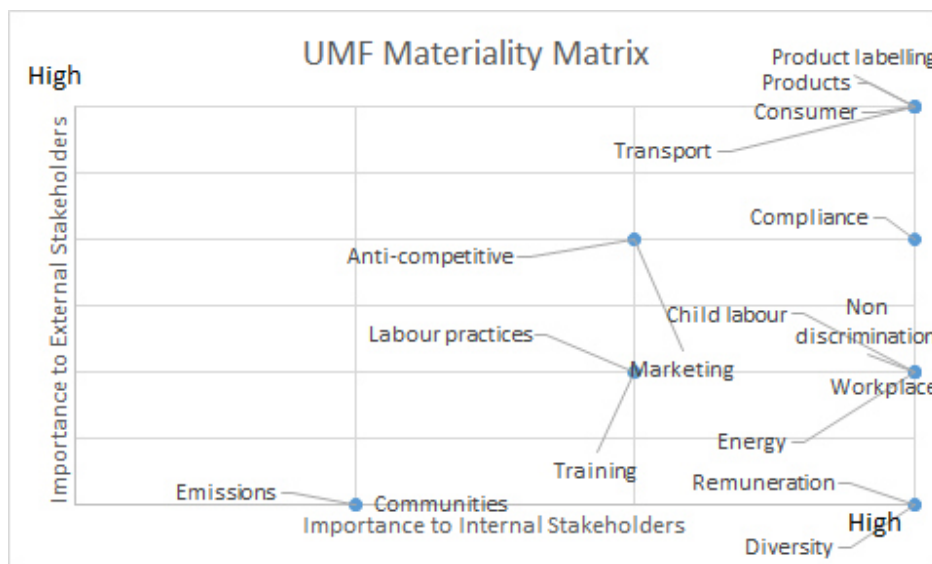 UMF Materiality Matrix
High
Product labelling
Products
Consumer
Transport
Compliance
Anti-competitive
Child labour
Non
discrimination
Labour practices
Marketing
Workplace
Energy
Training
Remuneration
Emissions
Communities
High
Diversity
Importance to External Stakeholders
Importance to Internal Stakeholders